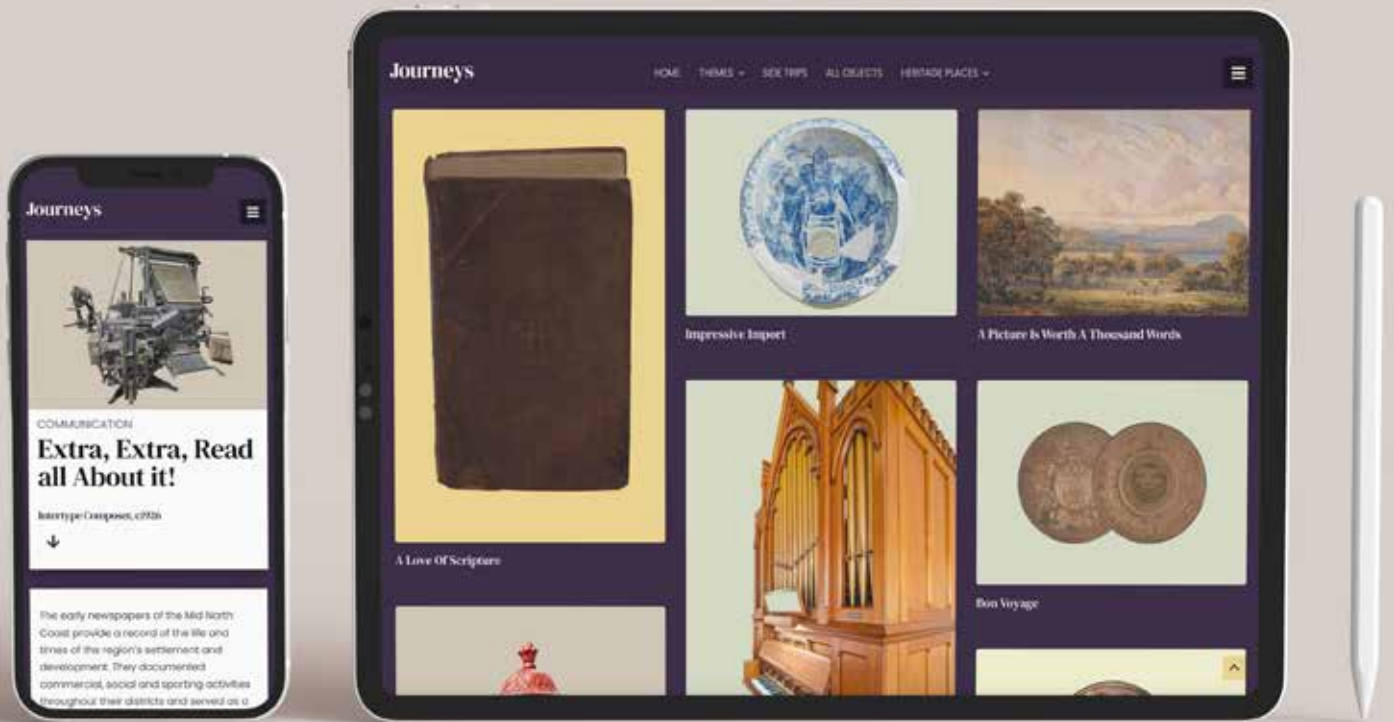 Journeys
COMMUNICATION
Extra, Extra, Read
all About it!
Intertype Composer, c1926
The early newspapers of the Mid North
Coast provide a record of the life and
times of the region's settlement and
development. They documented
commercial, social and sporting activities
throughout their districts and served as a
Journeys
HOME THEMES SIDE TRIPS ALL OBJECTS HERITAGE PLACES
A Love Of Scripture
Impressive Import
A Picture Is Worth A Thousand Words
Bon Voyage